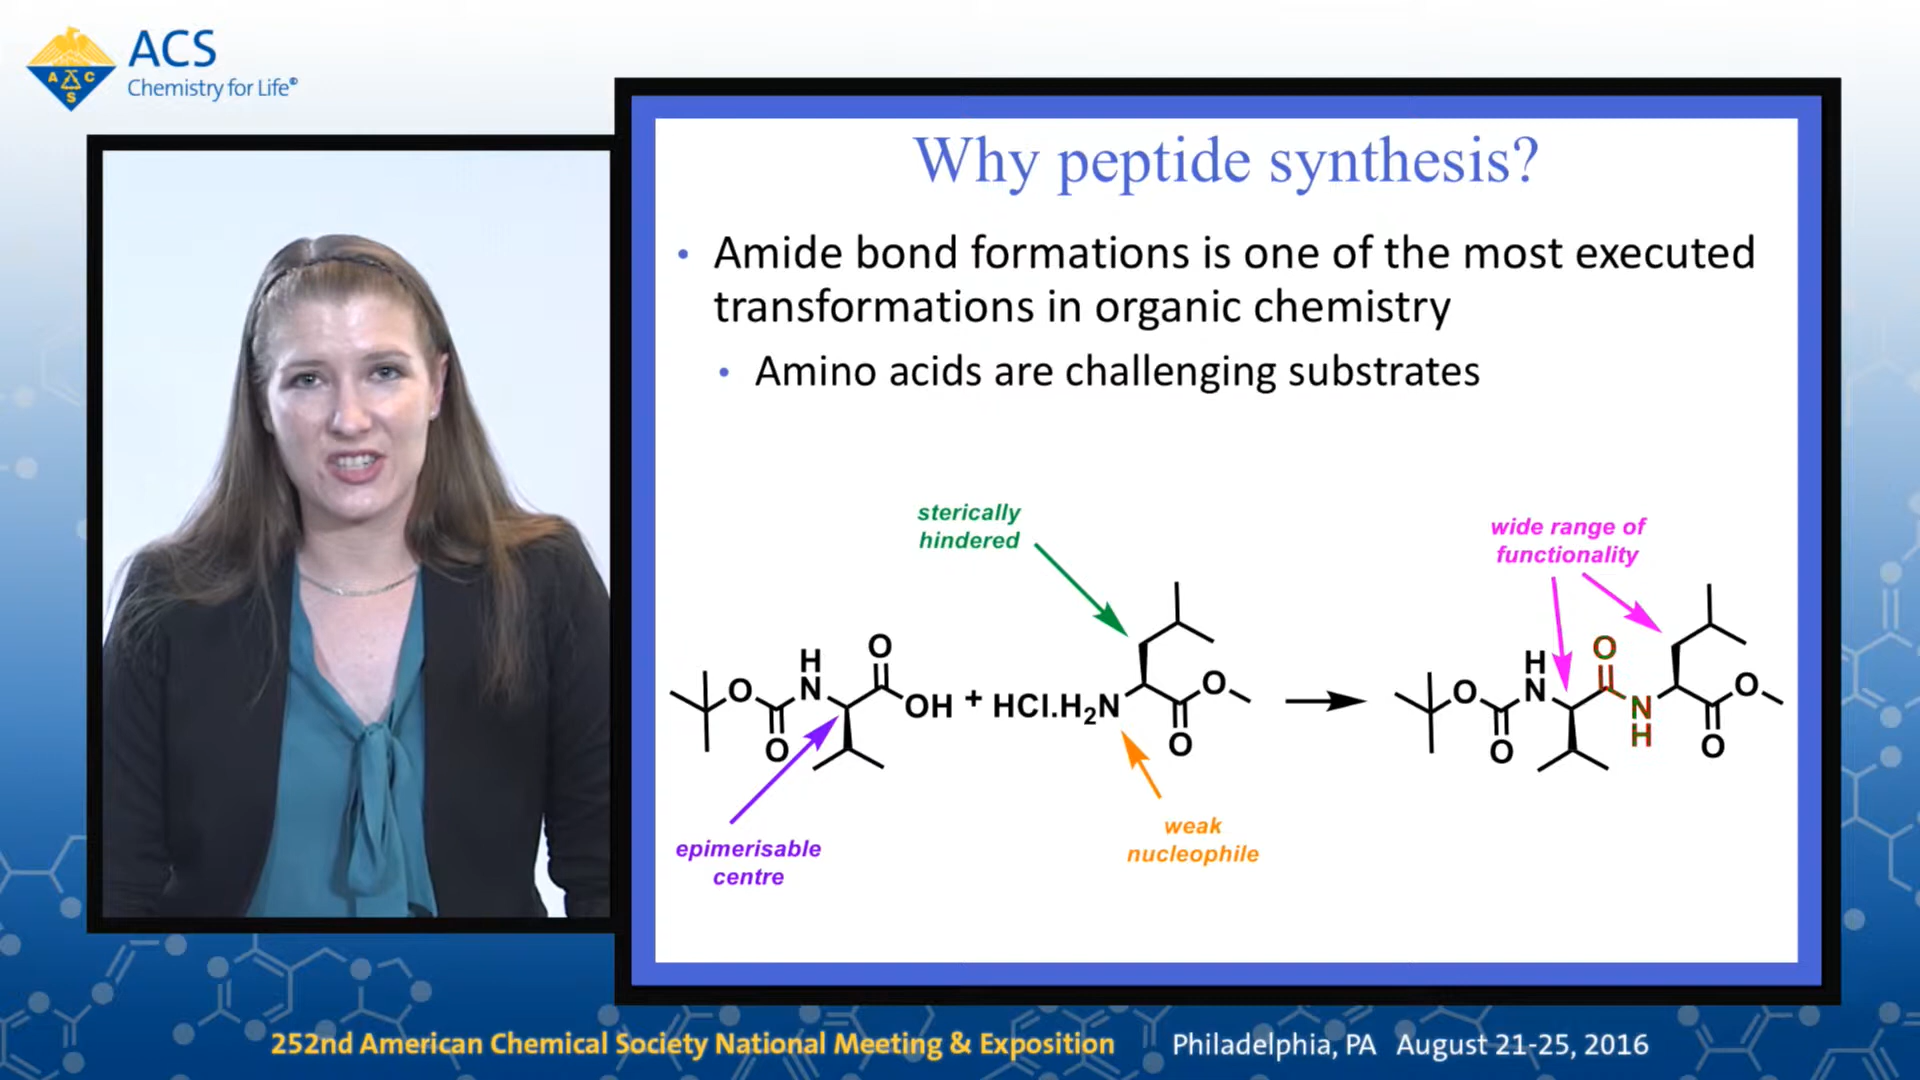 ACS
Chemistry for Life®
A C S
Why peptide synthesis?
• Amide bond formations is one of the most executed
transformations in organic chemistry
• Amino acids are challenging substrates
sterically
hindered
wide range of
functionality
H
N
O
O
OH
O
+
HCl.H₂N
O
O
H
N
O
O
O
N
H
O
O
epimerisable
centre
weak
nucleophile
252nd American Chemical Society National Meeting & Exposition Philadelphia, PA August 21-25, 2016